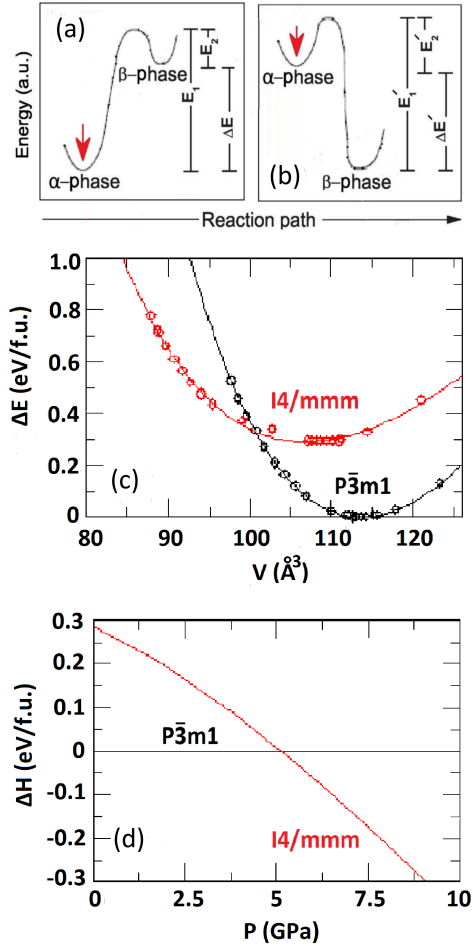 (a)
E₂
β–phase
E₁
ΔE
α–phase
Energy (a.u.)
(b)
α–phase
E′₂
E′₁
ΔE′
β–phase
Reaction path
1.0
0.8
0.6
0.4
0.2
0
ΔE (eV/f.u.)
I4/mmm
P3̅m1
(c)
80 90 100 110 120
V (Å³)
0.3
0.2
0.1
0
-0.1
-0.2
-0.3
ΔH (eV/f.u.)
P3̅m1
I4/mmm
(d)
0 2.5 5 7.5 10
P (GPa)